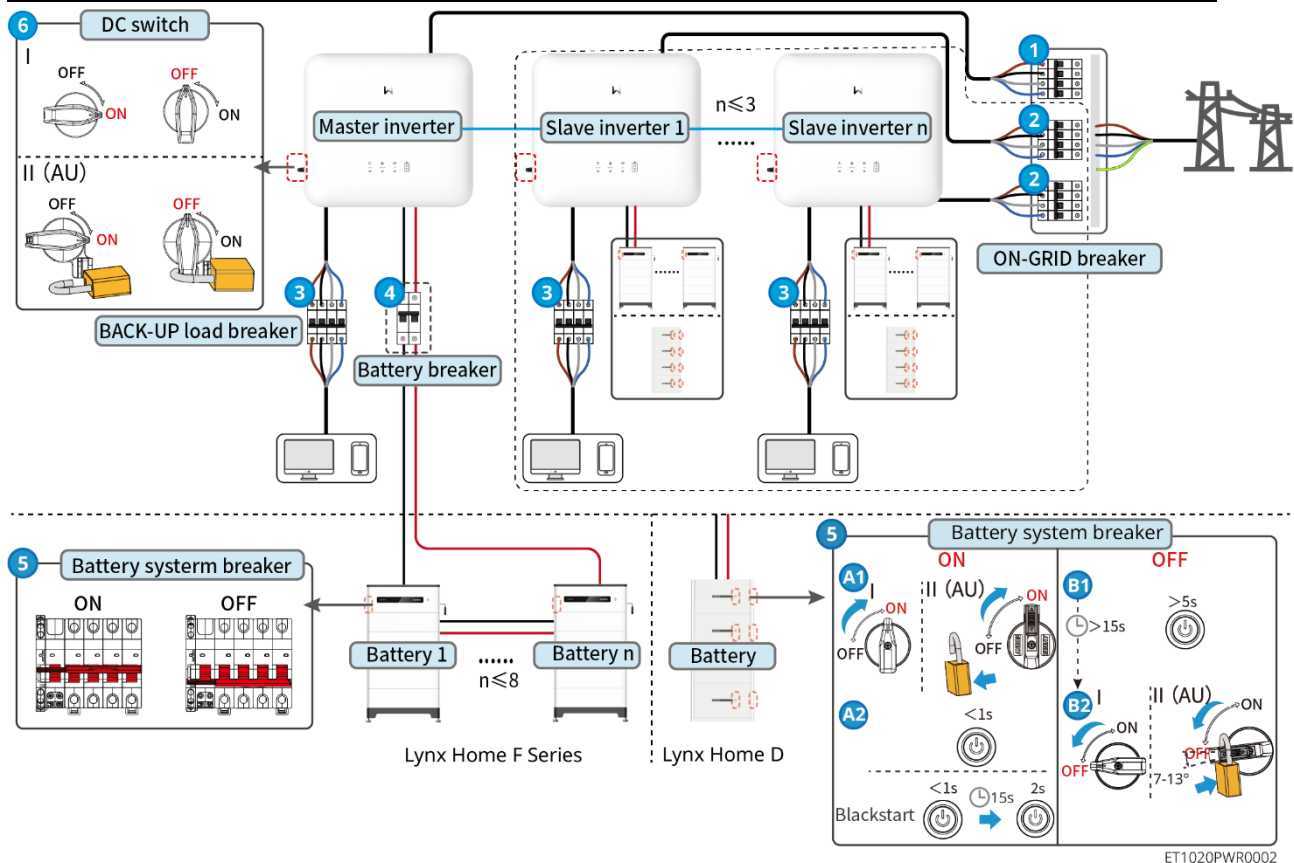 6
DC switch
I
OFF
ON
OFF
ON
II (AU)
OFF
ON
OFF
ON
Master inverter
Slave inverter 1
n≤3
......
Slave inverter n
1
2
2
ON-GRID breaker
3
BACK-UP load breaker
4
Battery breaker
3
......
3
......
5
Battery systerm breaker
ON
OFF
Battery 1
......
n≤8
Battery n
Lynx Home F Series
Battery
Lynx Home D
5
Battery system breaker
ON
OFF
A1
I
ON
OFF
II (AU)
ON
OFF
A2
<1s
Blackstart
<1s
15s
2s
B1
>15s
>5s
B2
I
ON
OFF
II (AU)
ON
OFF
7-13°
ET1020PWR0002